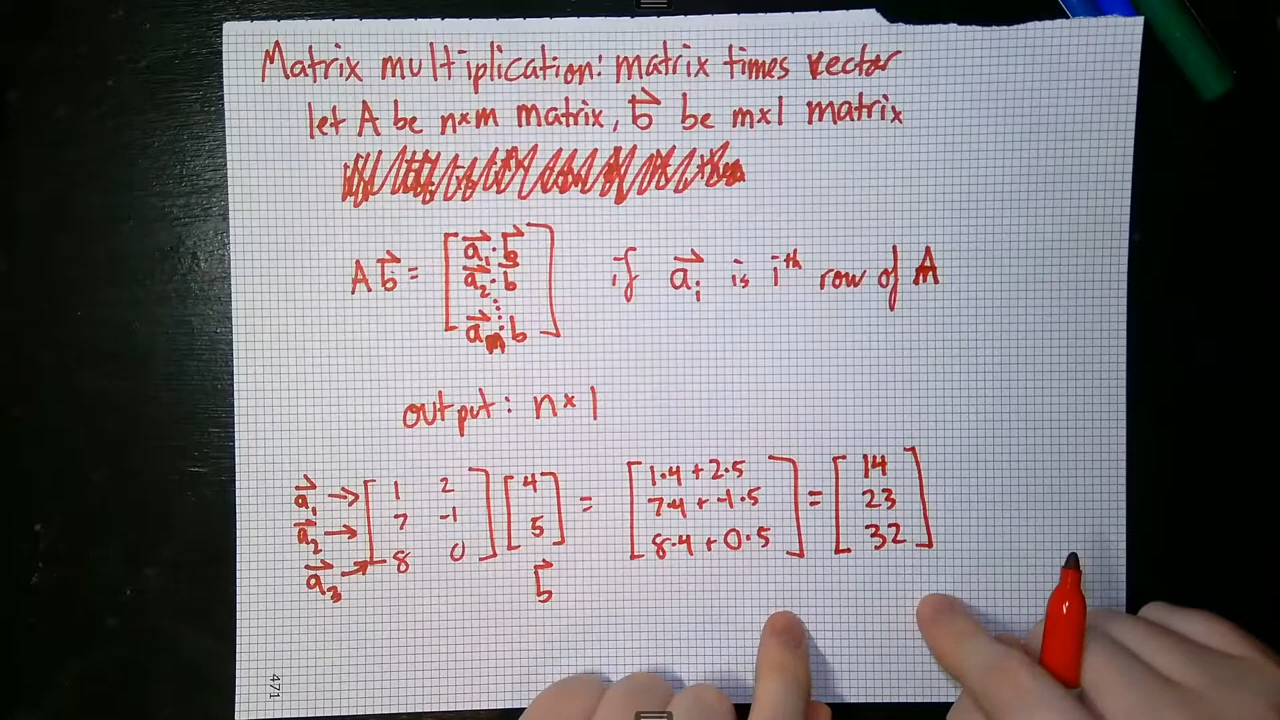 Matrix multiplication: matrix times vector
let A be n×m matrix, b⃗ be m×1 matrix
A b⃗ = [ a⃗₁·b⃗
a⃗₂·b
⋮
a⃗ₘ·b ] if a⃗ᵢ is iᵗʰ row of A
output: n×1
a⃗₁ → [ 1 2 ] [ 4 ] = [ 1·4+2·5 ] = [ 14 ]
a⃗₂ → [ 7 -1 ] [ 5 ] [ 7·4+-1·5 ] [ 23 ]
a⃗₃ → [ 8 0 ] [ 8·4+0·5 ] [ 32 ]
b⃗
471